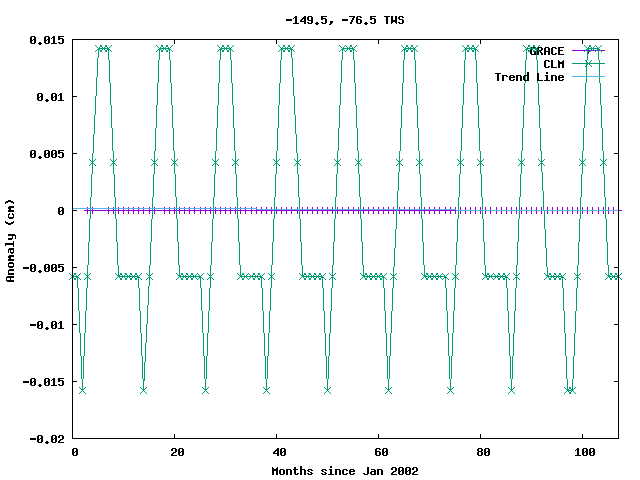 -149.5, -76.5 TWS
GRACE
CLM
Trend Line
0.015
0.01
0.005
0
-0.005
-0.01
-0.015
-0.02
Anomaly (cm)
0 20 40 60 80 100
Months since Jan 2002